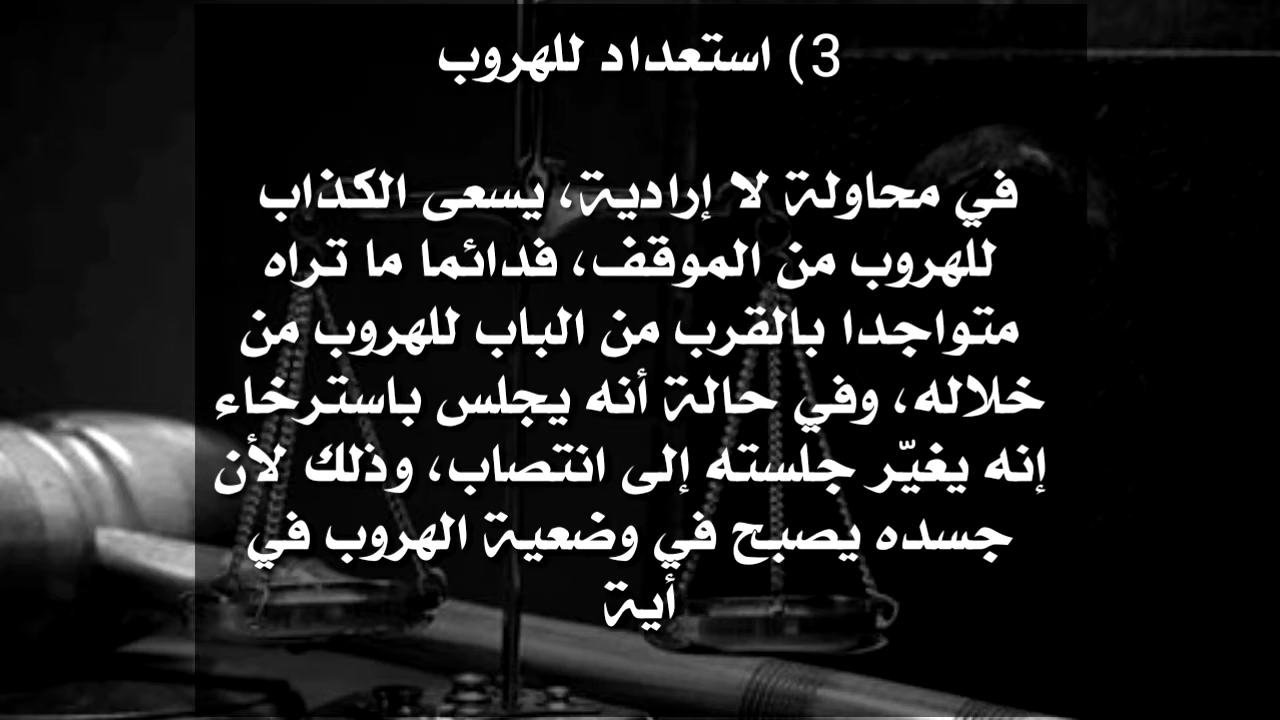 3) استعداد للهروب
في محاولة لا إرادية، يسعى الكذاب
للهروب من الموقف، فدائما ما تراه
متواجدا بالقرب من الباب للهروب من
خلاله، وفي حالة أنه يجلس باسترخاء
إنه يغيّر جلسته إلى انتصاب، وذلك لأن
جسده يصبح في وضعية الهروب في
أية